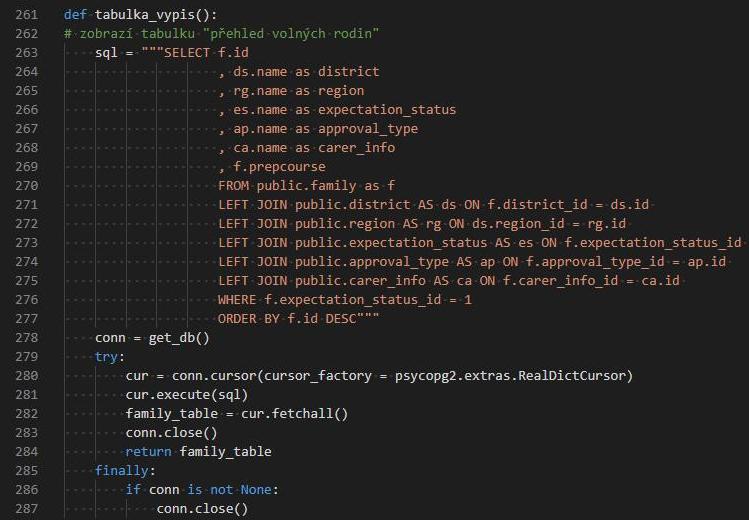 261 def tabulka_vypis():
262 # zobrazí tabulku "přehled volných rodin"
263     sql = """SELECT f.id
264                     , ds.name as district
265                     , rg.name as region
266                     , es.name as expectation_status
267                     , ap.name as approval_type
268                     , ca.name as carer_info
269                     , f.prepcourse
270                     FROM public.family as f
271                     LEFT JOIN public.district AS ds ON f.district_id = ds.id
272                     LEFT JOIN public.region AS rg ON ds.region_id = rg.id
273                     LEFT JOIN public.expectation_status AS es ON f.expectation_status_id
274                     LEFT JOIN public.approval_type AS ap ON f.approval_type_id = ap.id
275                     LEFT JOIN public.carer_info AS ca ON f.carer_info_id = ca.id
276                     WHERE f.expectation_status_id = 1
277                     ORDER BY f.id DESC"""
278     conn = get_db()
279     try:
280         cur = conn.cursor(cursor_factory = psycopg2.extras.RealDictCursor)
281         cur.execute(sql)
282         family_table = cur.fetchall()
283         conn.close()
284         return family_table
285     finally:
286         if conn is not None:
287             conn.close()